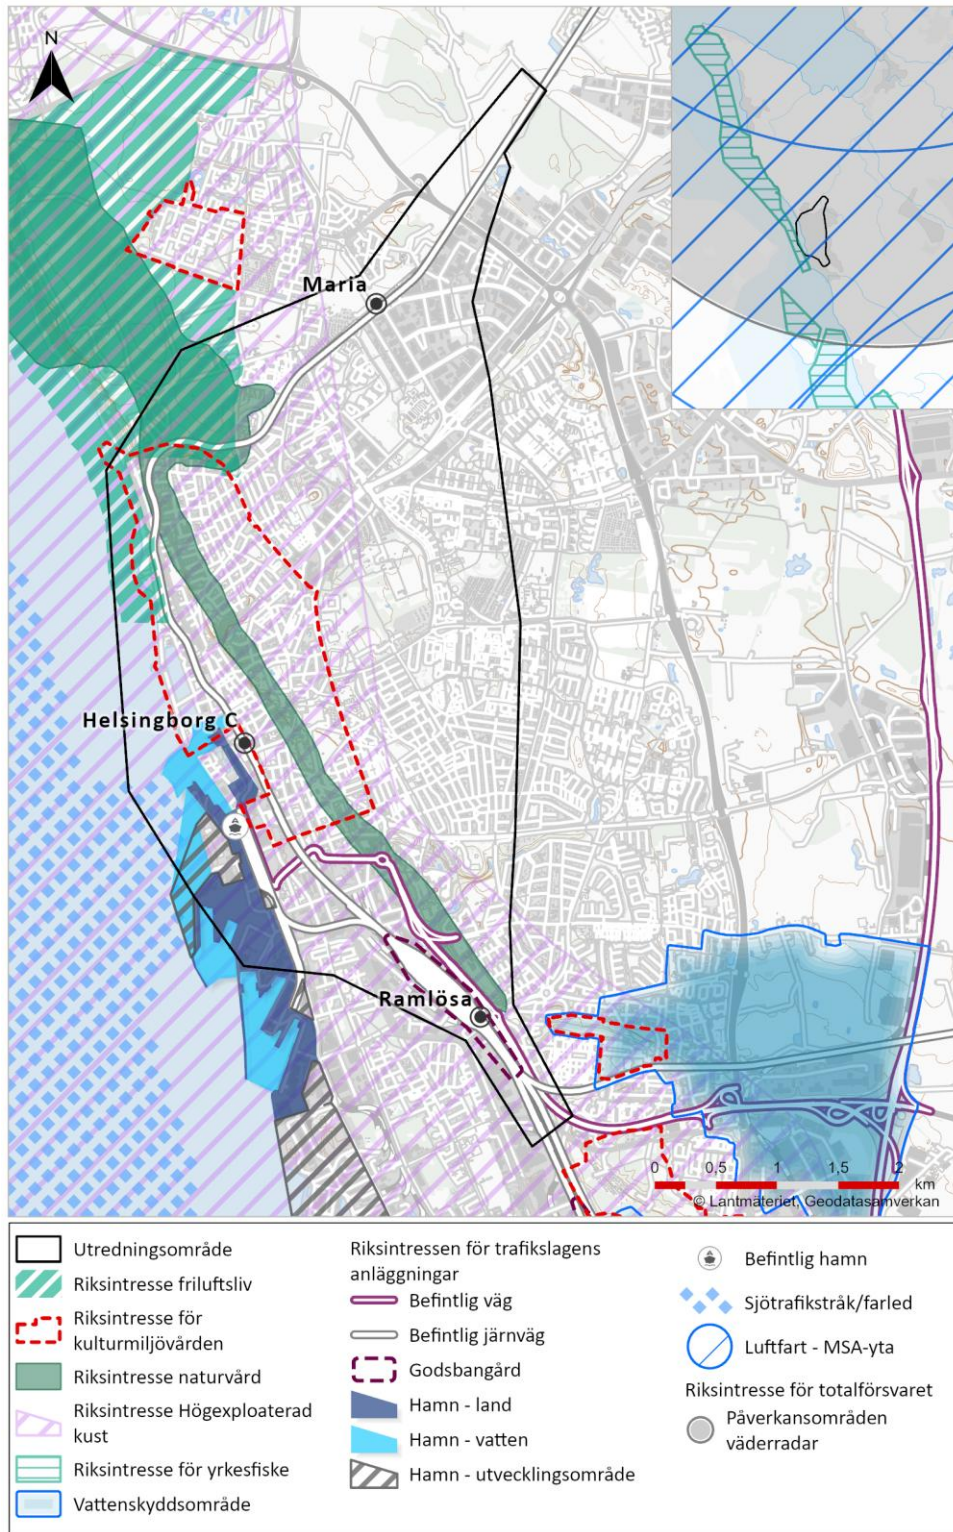 N
Maria
Helsingborg C
Ramlösa
0 0,5 1 1,5 2
km
© Lantmäteriet, Geodatasamverkan
Utredningsområde
Riksintresse friluftsliv
Riksintresse för
kulturmiljövården
Riksintresse naturvård
Riksintresse Högexploaterad
kust
Riksintresse för yrkesfiske
Vattenskyddsområde
Riksintressen för trafikslagens
anläggningar
Befintlig väg
Befintlig järnväg
Godsbangård
Hamn - land
Hamn - vatten
Hamn - utvecklingsområde
Befintlig hamn
Sjötrafikstråk/farled
Luftfart - MSA-yta
Riksintresse för totalförsvaret
Påverkansområden
väderradar